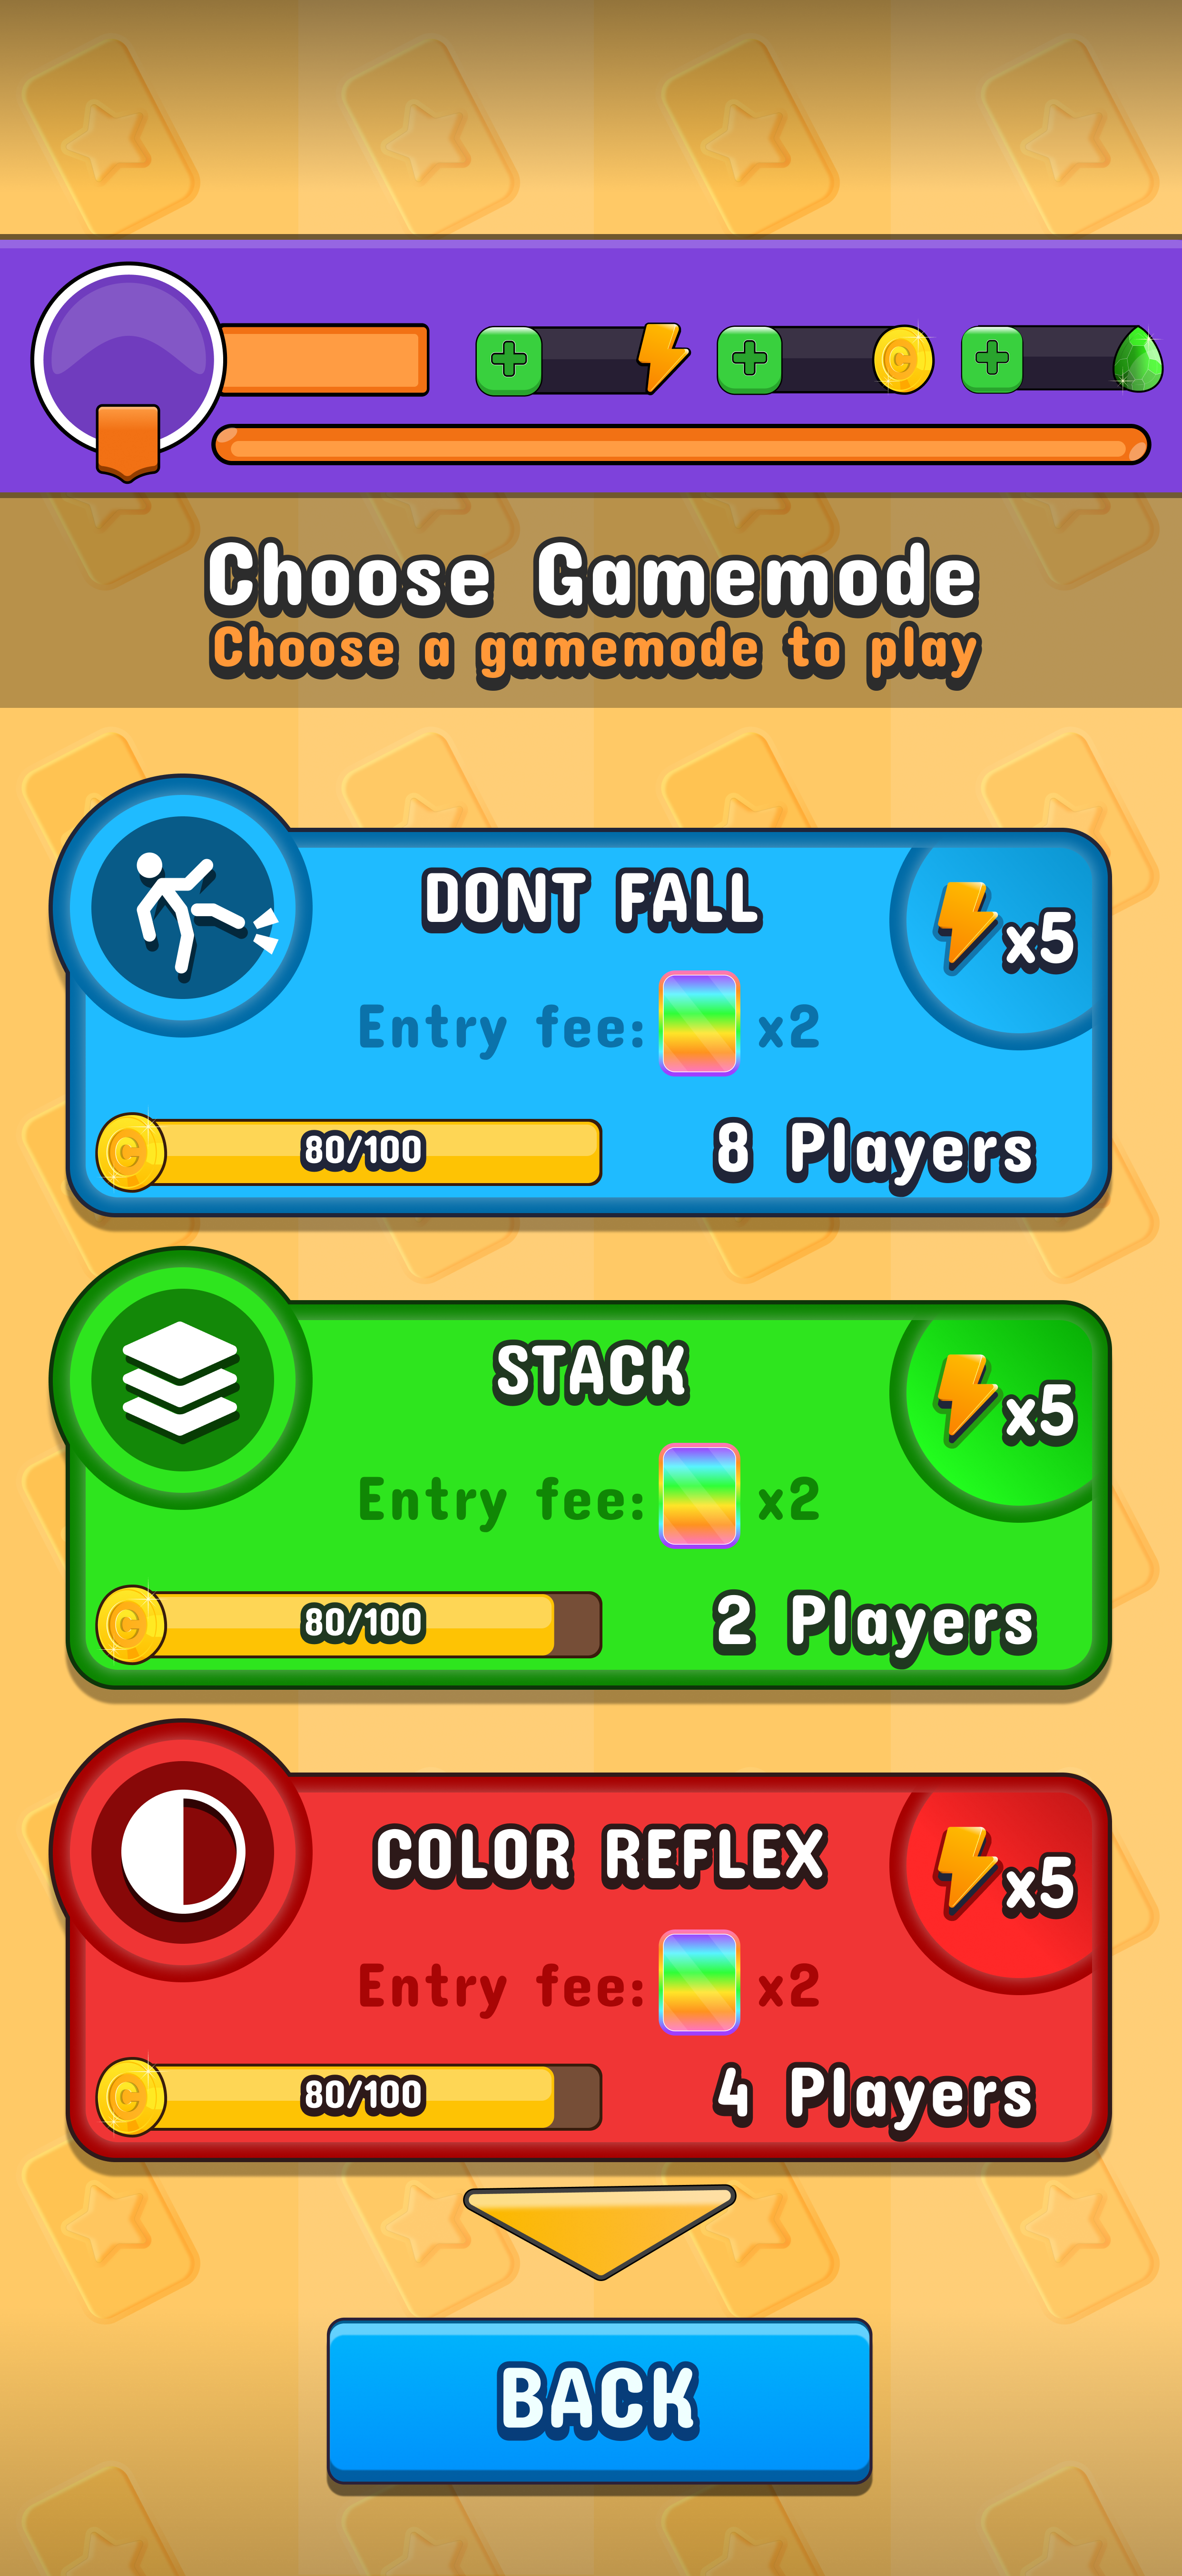 Choose Gamemode
Choose a gamemode to play
DONT FALL
x5
Entry fee: x2
80/100
8 Players
STACK
x5
Entry fee: x2
80/100
2 Players
COLOR REFLEX
x5
Entry fee: x2
80/100
4 Players
BACK